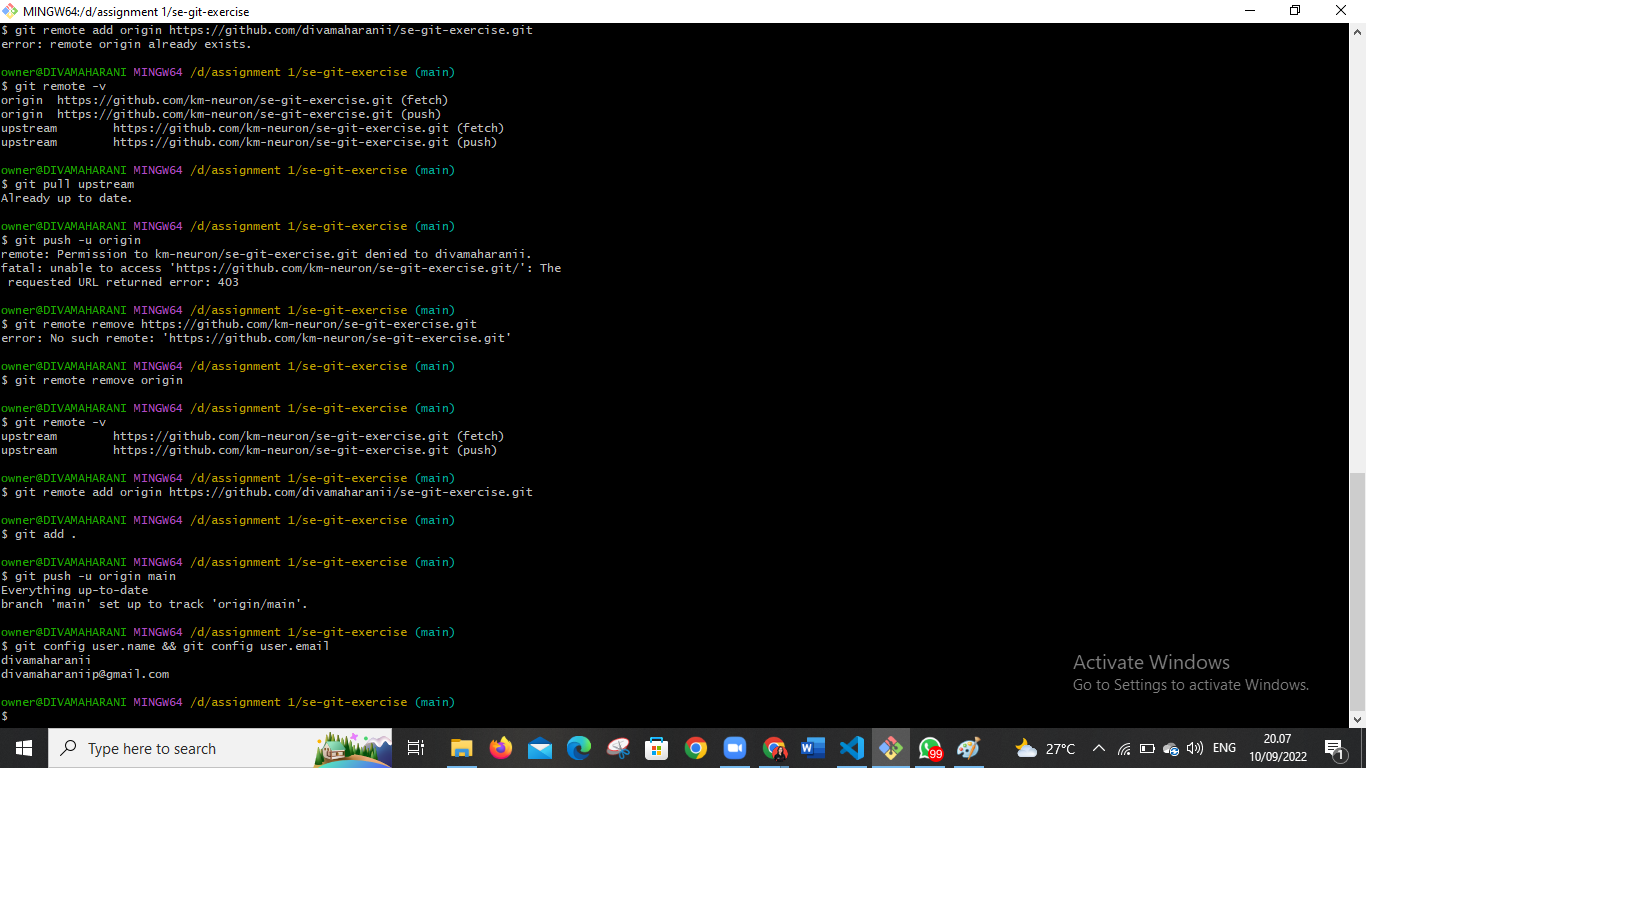 MINGW64:/d/assignment 1/se-git-exercise
$ git remote add origin https://github.com/divamaharanii/se-git-exercise.git
error: remote origin already exists.
owner@DIVAMAHARANI MINGW64 /d/assignment 1/se-git-exercise (main)
$ git remote -v
origin  https://github.com/km-neuron/se-git-exercise.git (fetch)
origin  https://github.com/km-neuron/se-git-exercise.git (push)
upstream        https://github.com/km-neuron/se-git-exercise.git (fetch)
upstream        https://github.com/km-neuron/se-git-exercise.git (push)
owner@DIVAMAHARANI MINGW64 /d/assignment 1/se-git-exercise (main)
$ git pull upstream
Already up to date.
owner@DIVAMAHARANI MINGW64 /d/assignment 1/se-git-exercise (main)
$ git push -u origin
remote: Permission to km-neuron/se-git-exercise.git denied to divamaharanii.
fatal: unable to access 'https://github.com/km-neuron/se-git-exercise.git/': The
 requested URL returned error: 403
owner@DIVAMAHARANI MINGW64 /d/assignment 1/se-git-exercise (main)
$ git remote remove https://github.com/km-neuron/se-git-exercise.git
error: No such remote: 'https://github.com/km-neuron/se-git-exercise.git'
owner@DIVAMAHARANI MINGW64 /d/assignment 1/se-git-exercise (main)
$ git remote remove origin
owner@DIVAMAHARANI MINGW64 /d/assignment 1/se-git-exercise (main)
$ git remote -v
upstream        https://github.com/km-neuron/se-git-exercise.git (fetch)
upstream        https://github.com/km-neuron/se-git-exercise.git (push)
owner@DIVAMAHARANI MINGW64 /d/assignment 1/se-git-exercise (main)
$ git remote add origin https://github.com/divamaharanii/se-git-exercise.git
owner@DIVAMAHARANI MINGW64 /d/assignment 1/se-git-exercise (main)
$ git add .
owner@DIVAMAHARANI MINGW64 /d/assignment 1/se-git-exercise (main)
$ git push -u origin main
Everything up-to-date
branch 'main' set up to track 'origin/main'.
owner@DIVAMAHARANI MINGW64 /d/assignment 1/se-git-exercise (main)
$ git config user.name && git config user.email
divamaharanii
divamaharaniip@gmail.com
owner@DIVAMAHARANI MINGW64 /d/assignment 1/se-git-exercise (main)
$
Activate Windows
Go to Settings to activate Windows.
Type here to search
W
99
27°C
ENG
20.07
10/09/2022
1